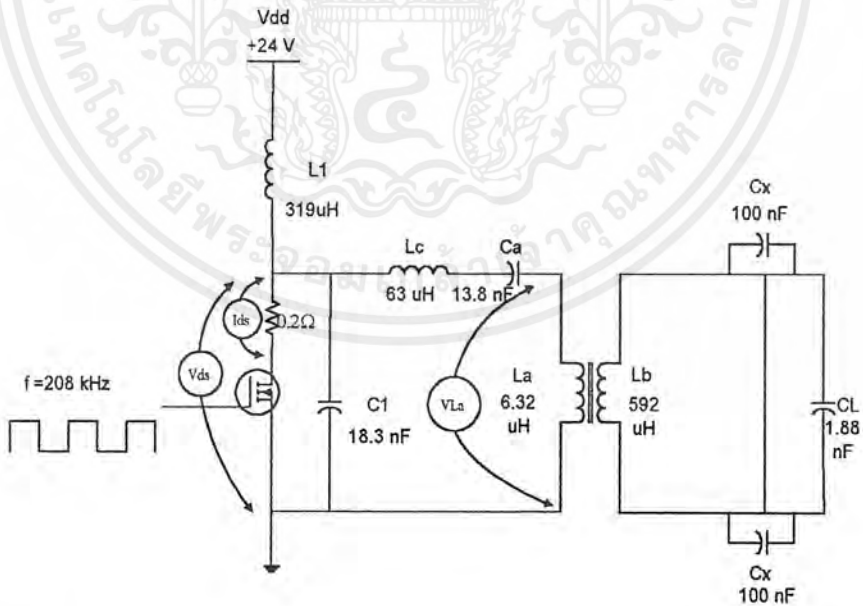 Vdd
+24 V
L1
319uH
Lc
63 uH
Ca
13.8 nF
Cx
100 nF
Ids
0.2Ω
Vds
f =208 kHz
C1
18.3 nF
VLa
La
6.32
uH
Lb
592
uH
CL
1.88
nF
Cx
100 nF